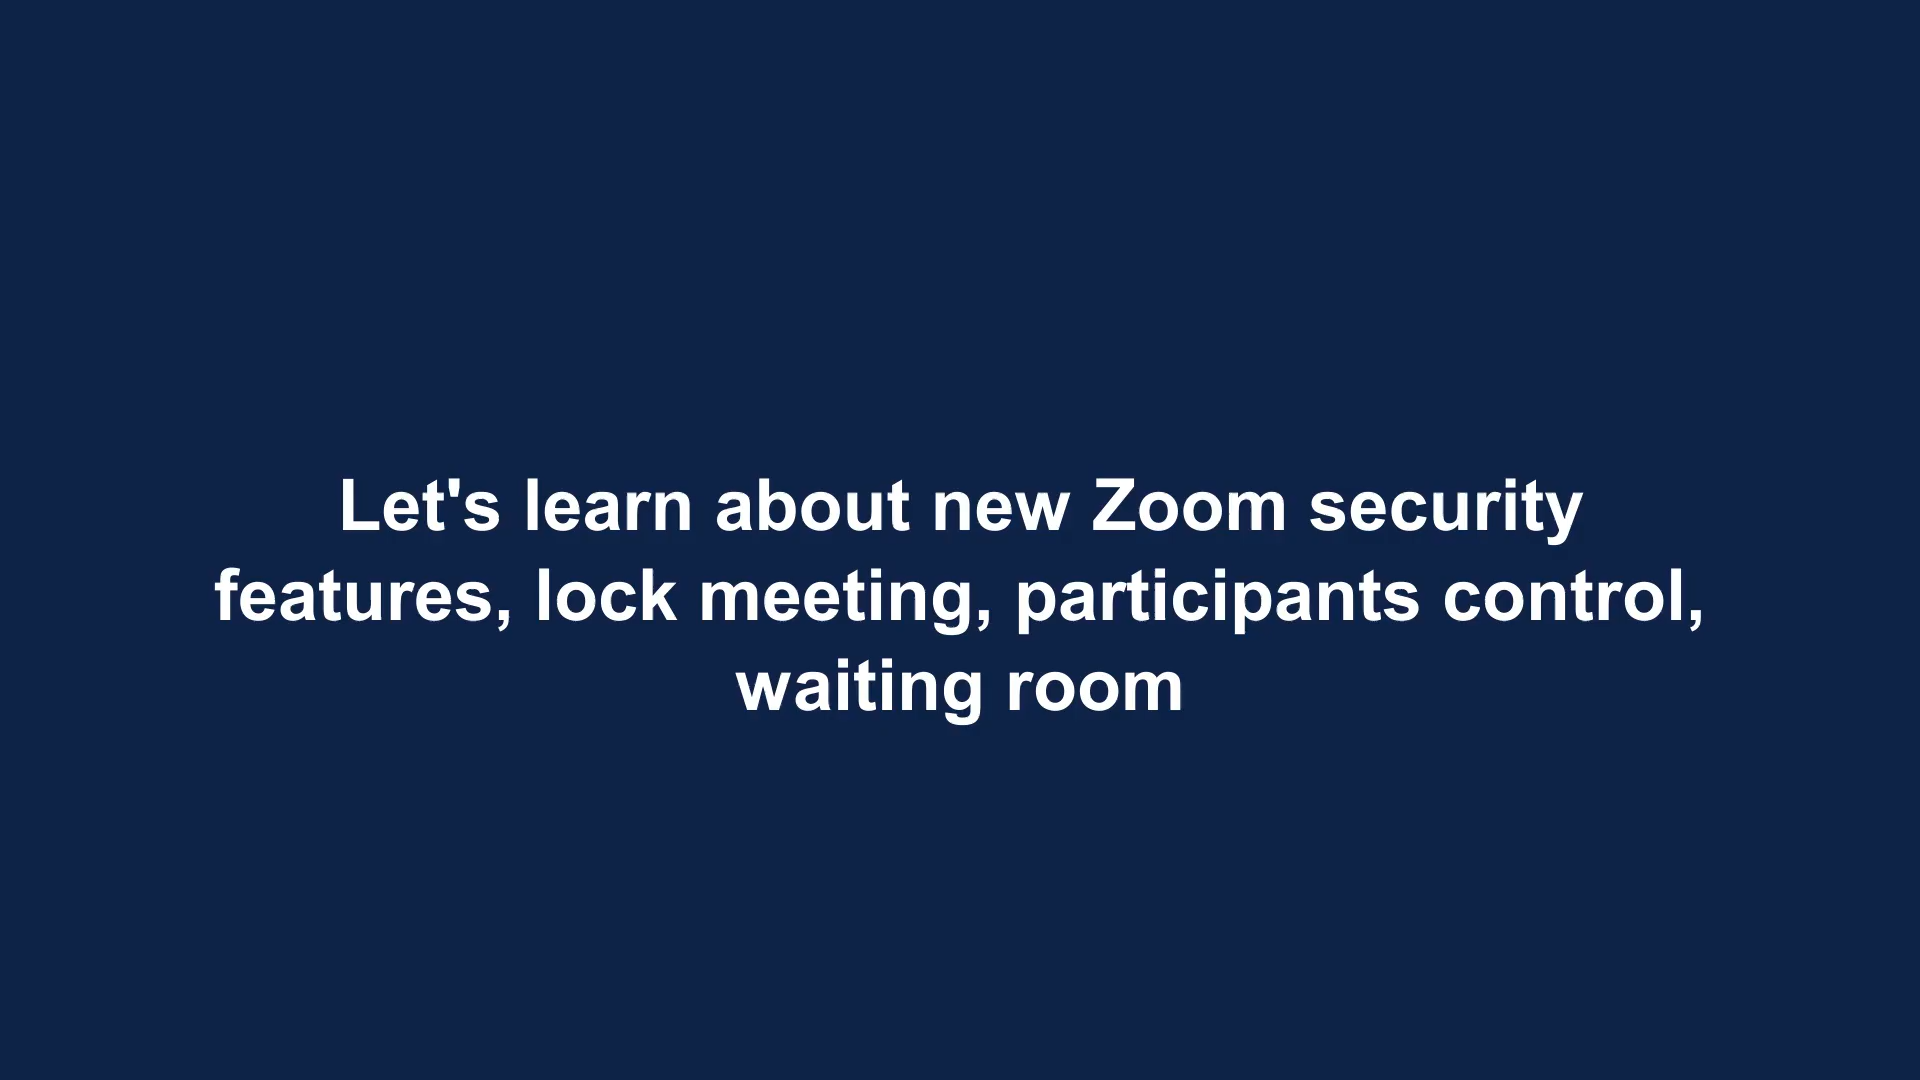 Let's learn about new Zoom security
features, lock meeting, participants control,
waiting room